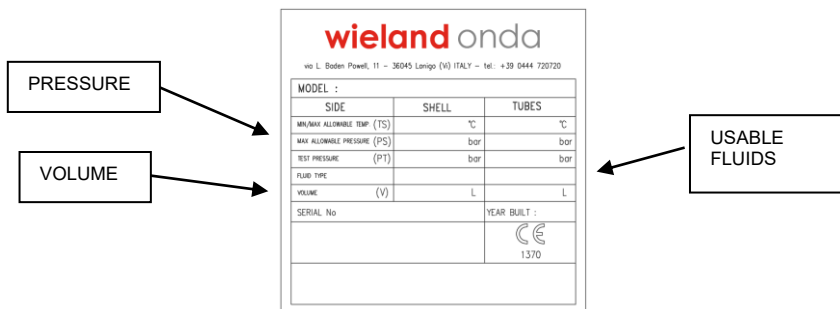 wieland onda
via L. Baden Powell, 11 – 36045 Lonigo (Vi) ITALY – tel.: +39 0444 720720
PRESSURE
MODEL :
SIDE SHELL TUBES
MIN/MAX ALLOWABLE TEMP. (TS) °C °C
MAX ALLOWABLE PRESSURE (PS) bar bar
TEST PRESSURE (PT) bar bar
USABLE
FLUIDS
FLUID TYPE
VOLUME
VOLUME (V) L L
SERIAL No YEAR BUILT :
CE
1370